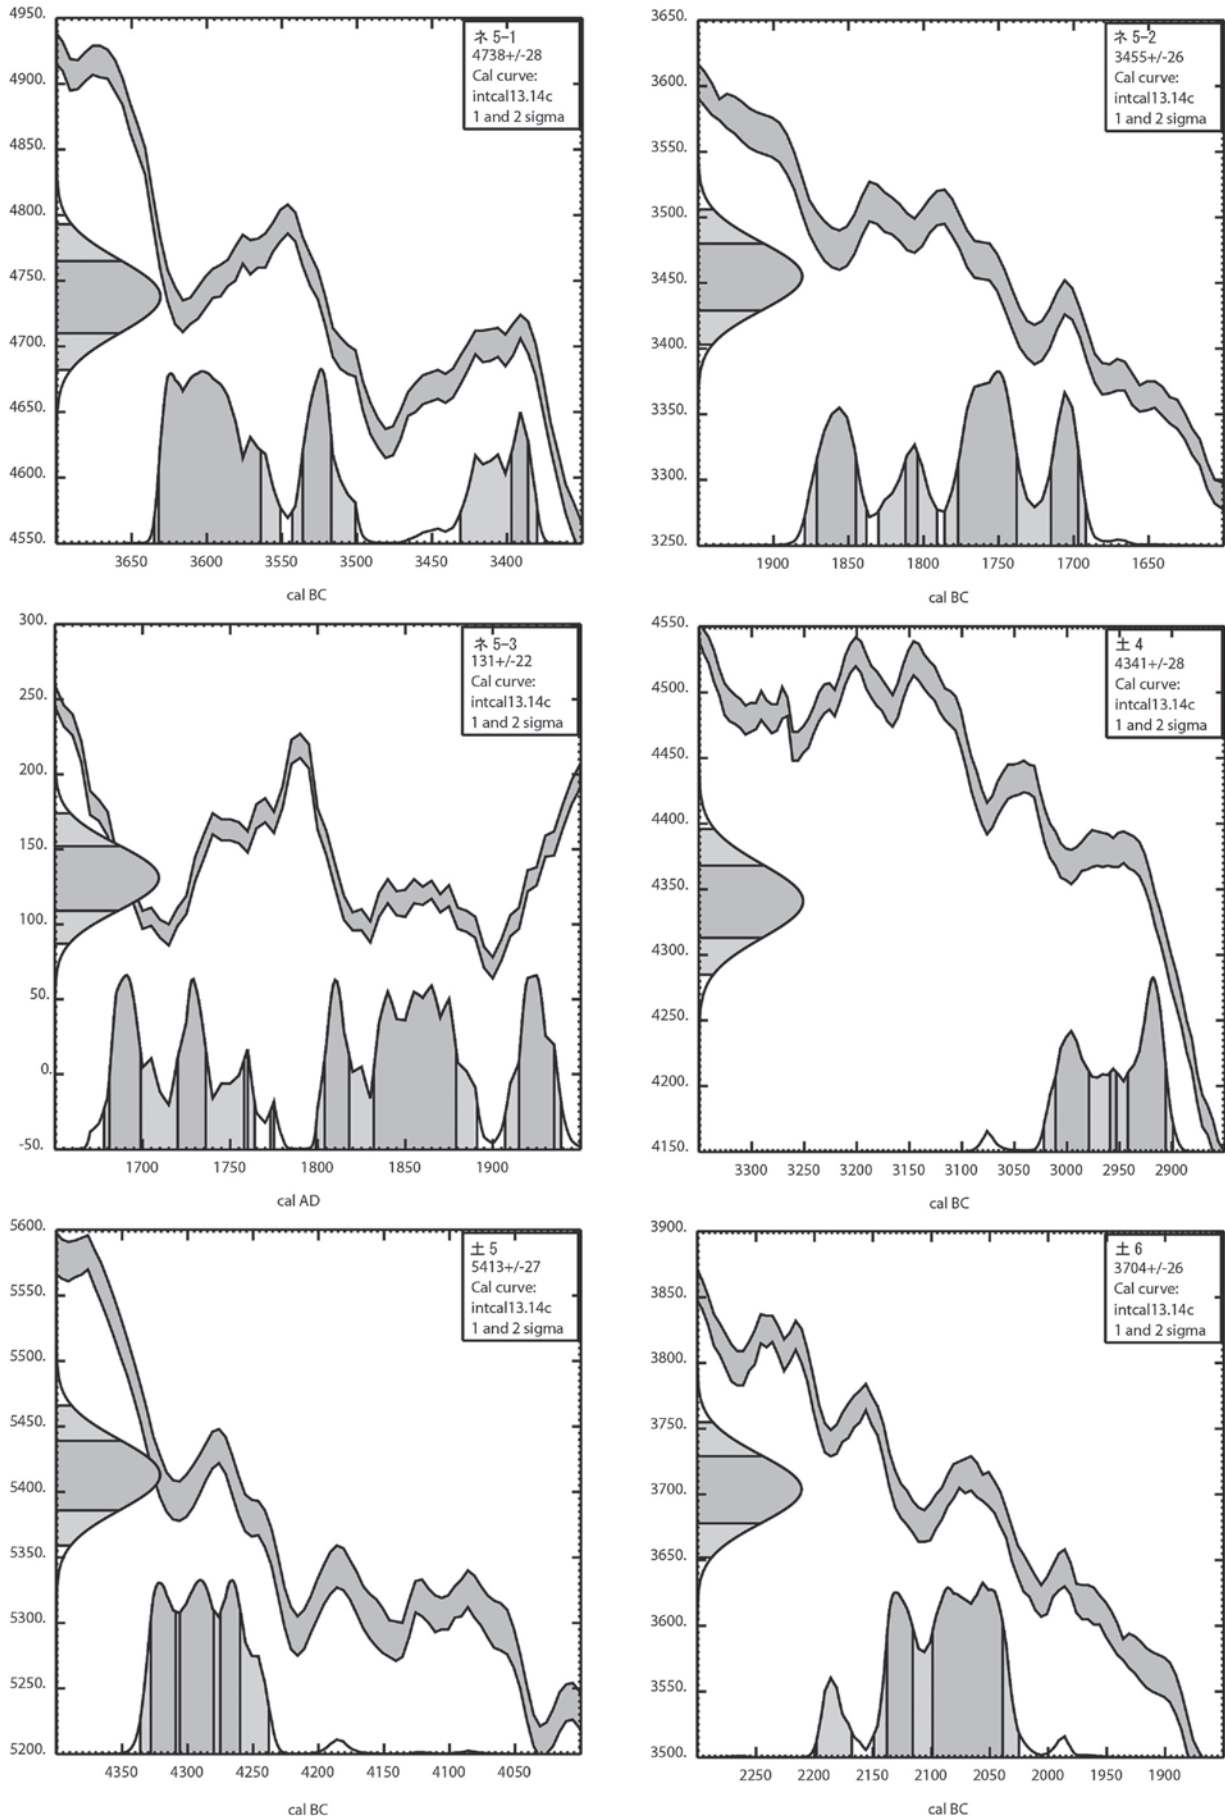 4950.
4900.
4850.
4800.
4750.
4700.
4650.
4600.
4550.
ネ 5-1
4738+/-28
Cal curve:
intcal13.14c
1 and 2 sigma
3650 3600 3550 3500 3450 3400
cal BC
3650.
3600.
3550.
3500.
3450.
3400.
3350.
3300.
3250.
ネ 5-2
3455+/-26
Cal curve:
intcal13.14c
1 and 2 sigma
1900 1850 1800 1750 1700 1650
cal BC
300.
250.
200.
150.
100.
50.
0.
-50.
ネ 5-3
131+/-22
Cal curve:
intcal13.14c
1 and 2 sigma
1700 1750 1800 1850 1900
cal AD
4550.
4500.
4450.
4400.
4350.
4300.
4250.
4200.
4150.
土 4
4341+/-28
Cal curve:
intcal13.14c
1 and 2 sigma
3300 3250 3200 3150 3100 3050 3000 2950 2900
cal BC
5600.
5550.
5500.
5450.
5400.
5350.
5300.
5250.
5200.
土 5
5413+/-27
Cal curve:
intcal13.14c
1 and 2 sigma
4350 4300 4250 4200 4150 4100 4050
cal BC
3900.
3850.
3800.
3750.
3700.
3650.
3600.
3550.
3500.
土 6
3704+/-26
Cal curve:
intcal13.14c
1 and 2 sigma
2250 2200 2150 2100 2050 2000 1950 1900
cal BC